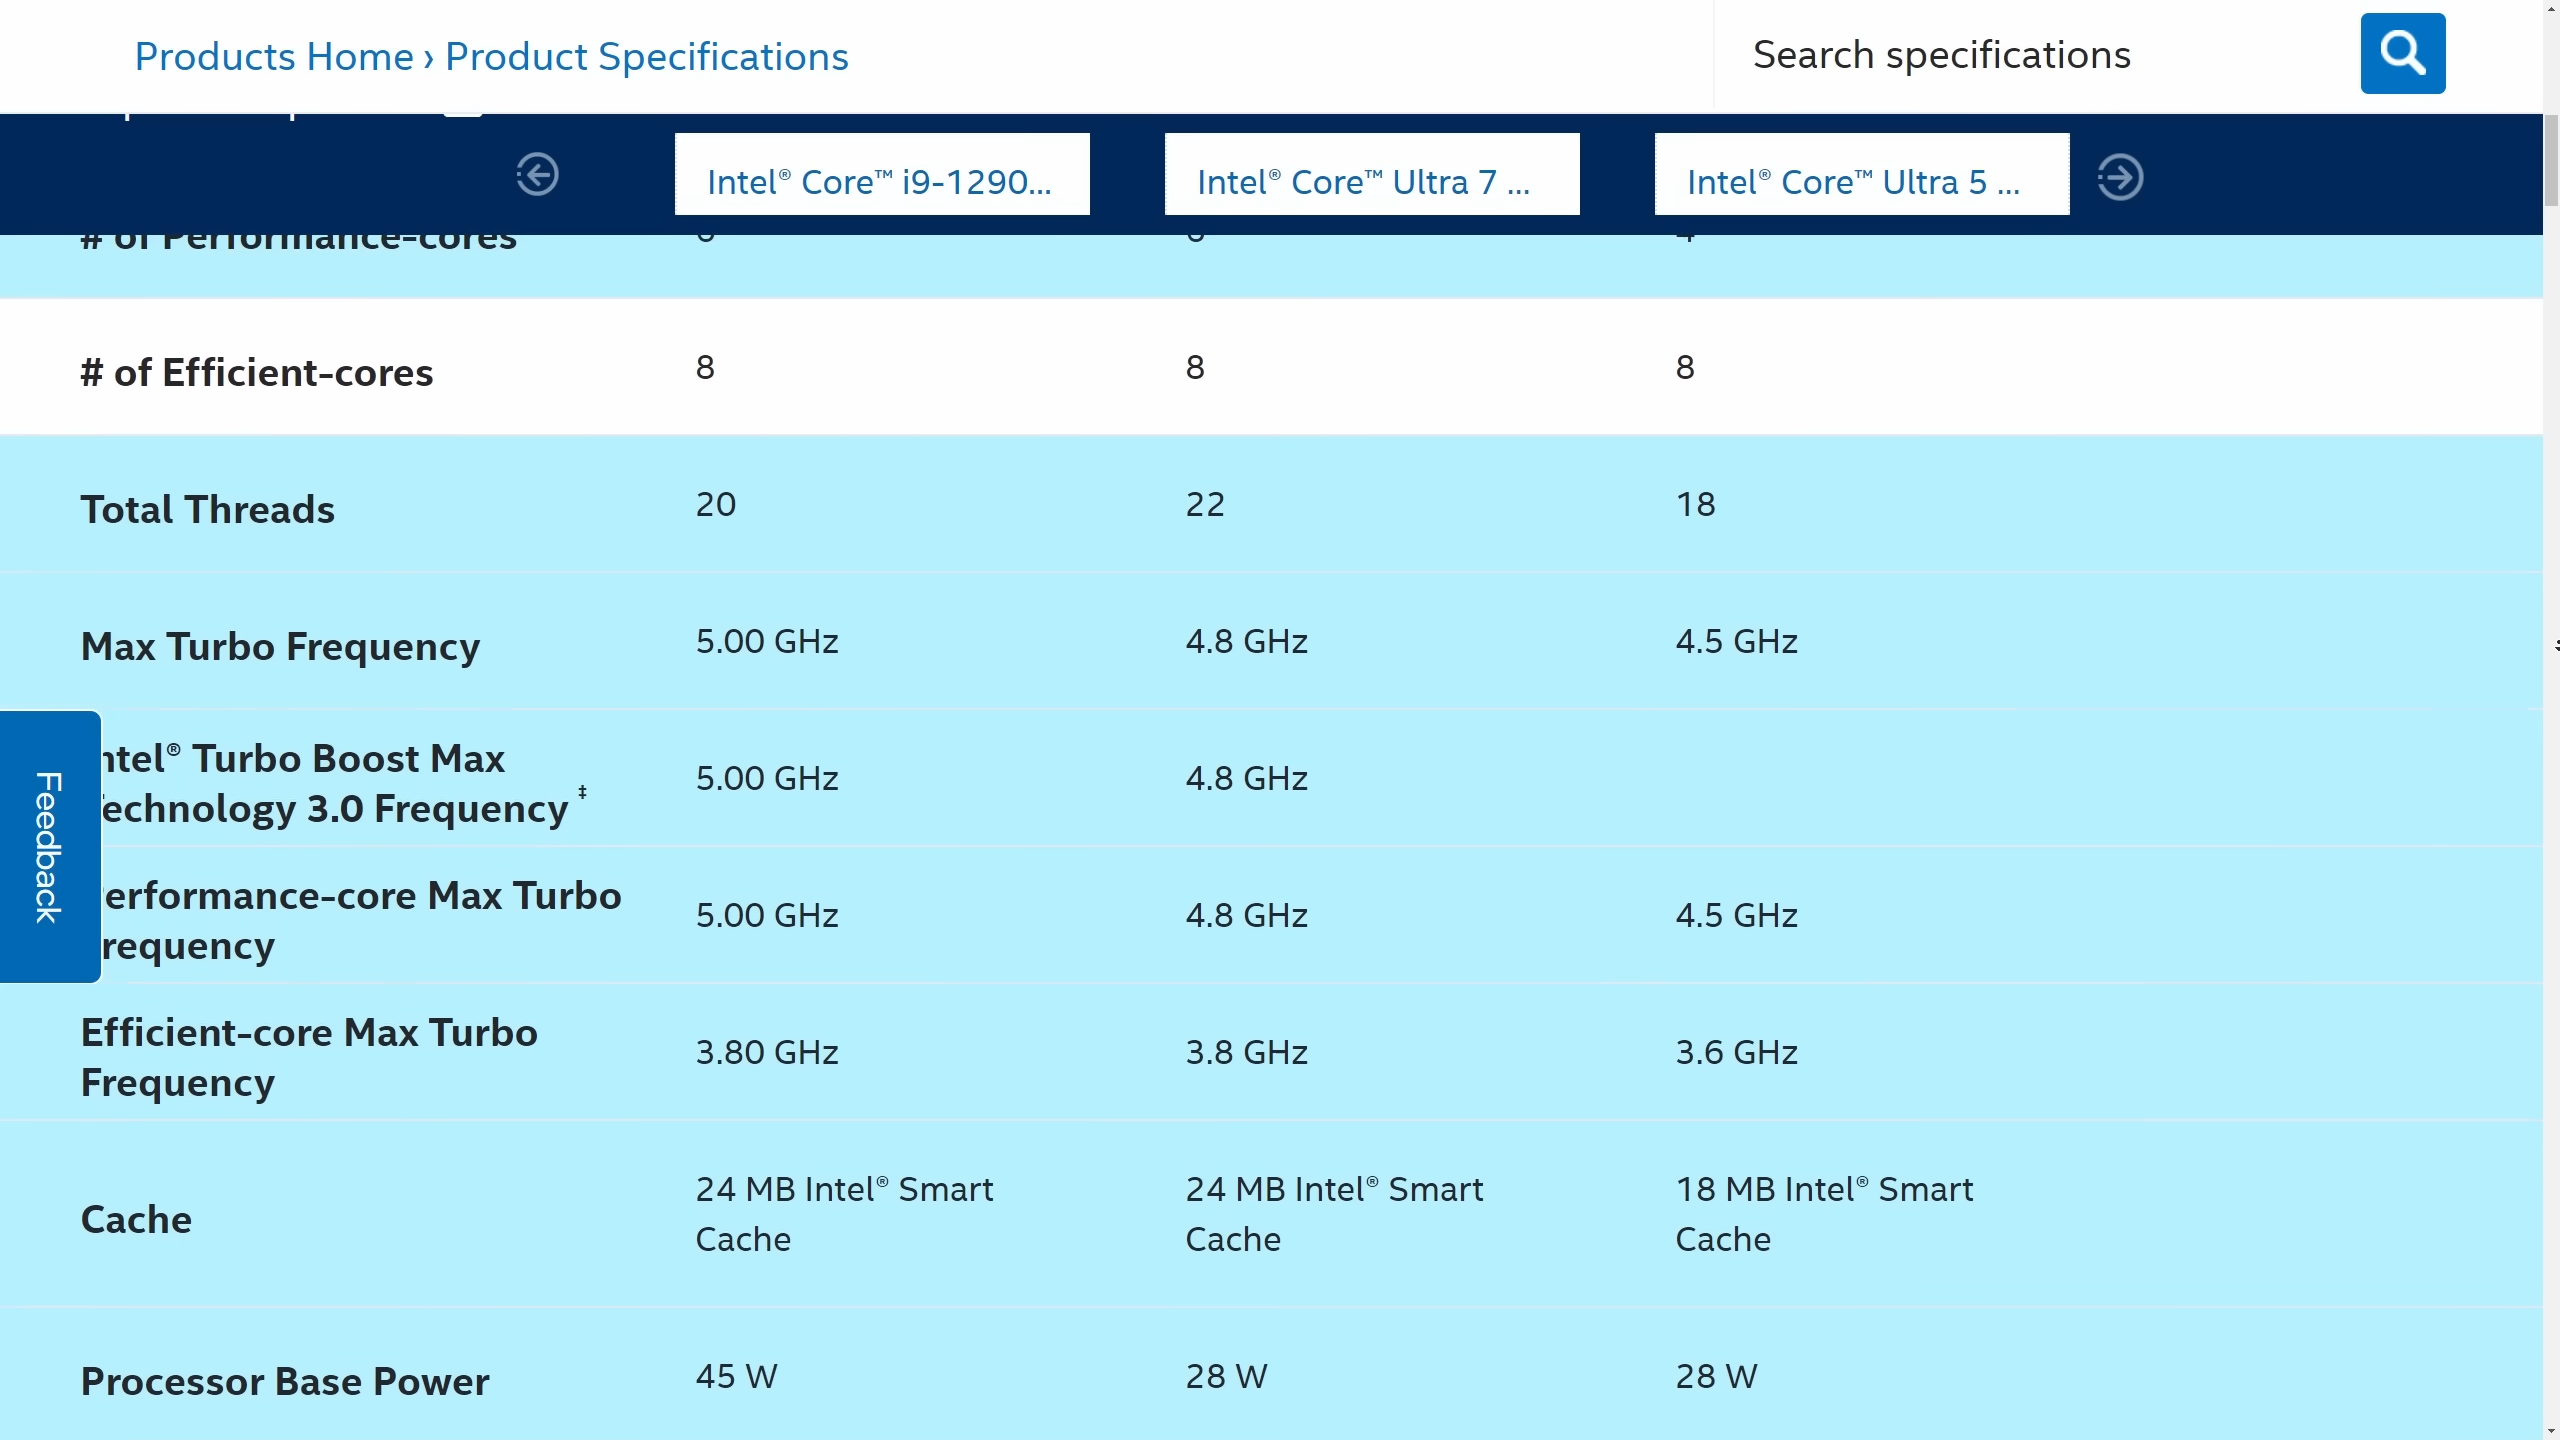 Products Home › Product Specifications
Search specifications
Intel® Core™ i9-1290...
Intel® Core™ Ultra 7 ...
Intel® Core™ Ultra 5 ...
# of Performance-cores
4
# of Efficient-cores 8 8 8
Total Threads 20 22 18
Max Turbo Frequency 5.00 GHz 4.8 GHz 4.5 GHz
ntel® Turbo Boost Max
echnology 3.0 Frequency ‡ 5.00 GHz 4.8 GHz
erformance-core Max Turbo
requency 5.00 GHz 4.8 GHz 4.5 GHz
Feedback
Efficient-core Max Turbo
Frequency 3.80 GHz 3.8 GHz 3.6 GHz
Cache
24 MB Intel® Smart
Cache
24 MB Intel® Smart
Cache
18 MB Intel® Smart
Cache
Processor Base Power 45 W 28 W 28 W